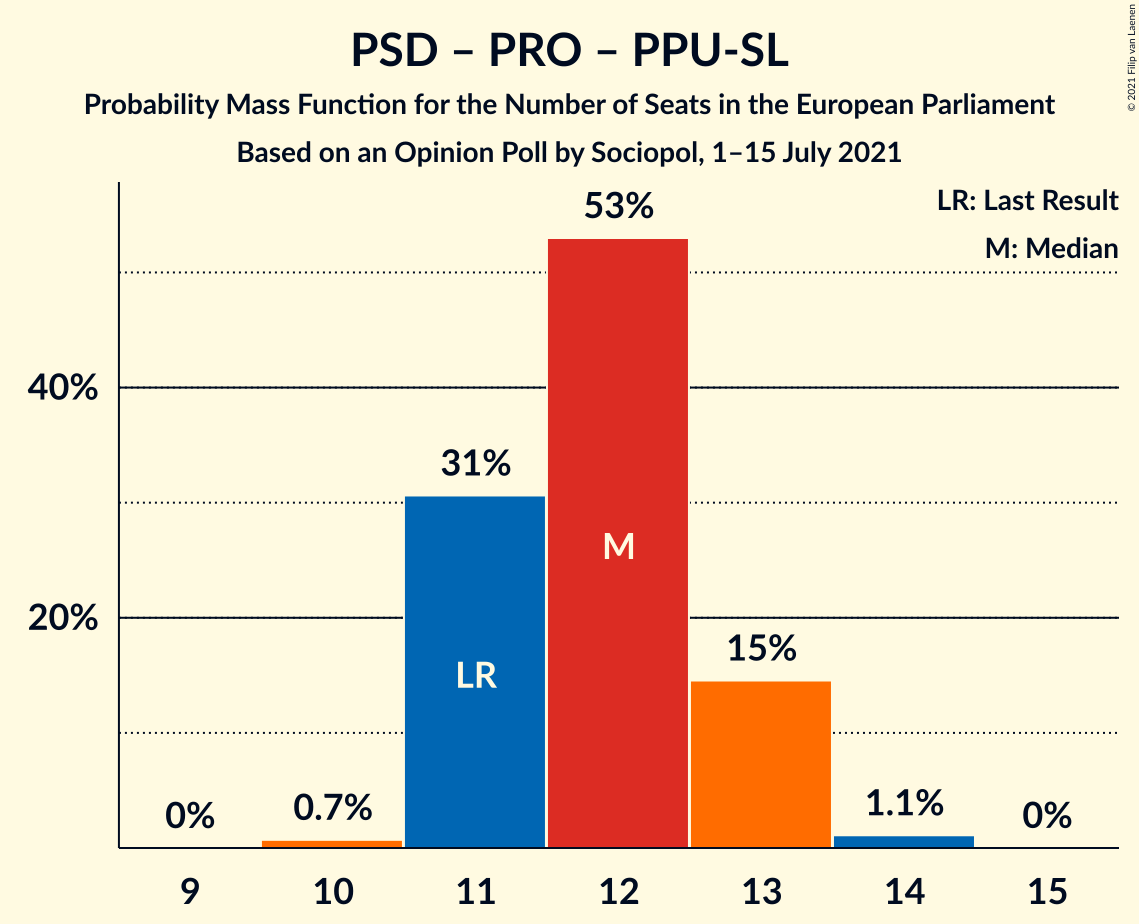 PSD – PRO – PPU-SL
Probability Mass Function for the Number of Seats in the European Parliament
Based on an Opinion Poll by Sociopol, 1–15 July 2021
© 2021 Filip van Laenen
LR: Last Result
M: Median
53%
40%
31%
M
20%
15%
LR
0%
0.7%
1.1%
0%
9
10
11
12
13
14
15